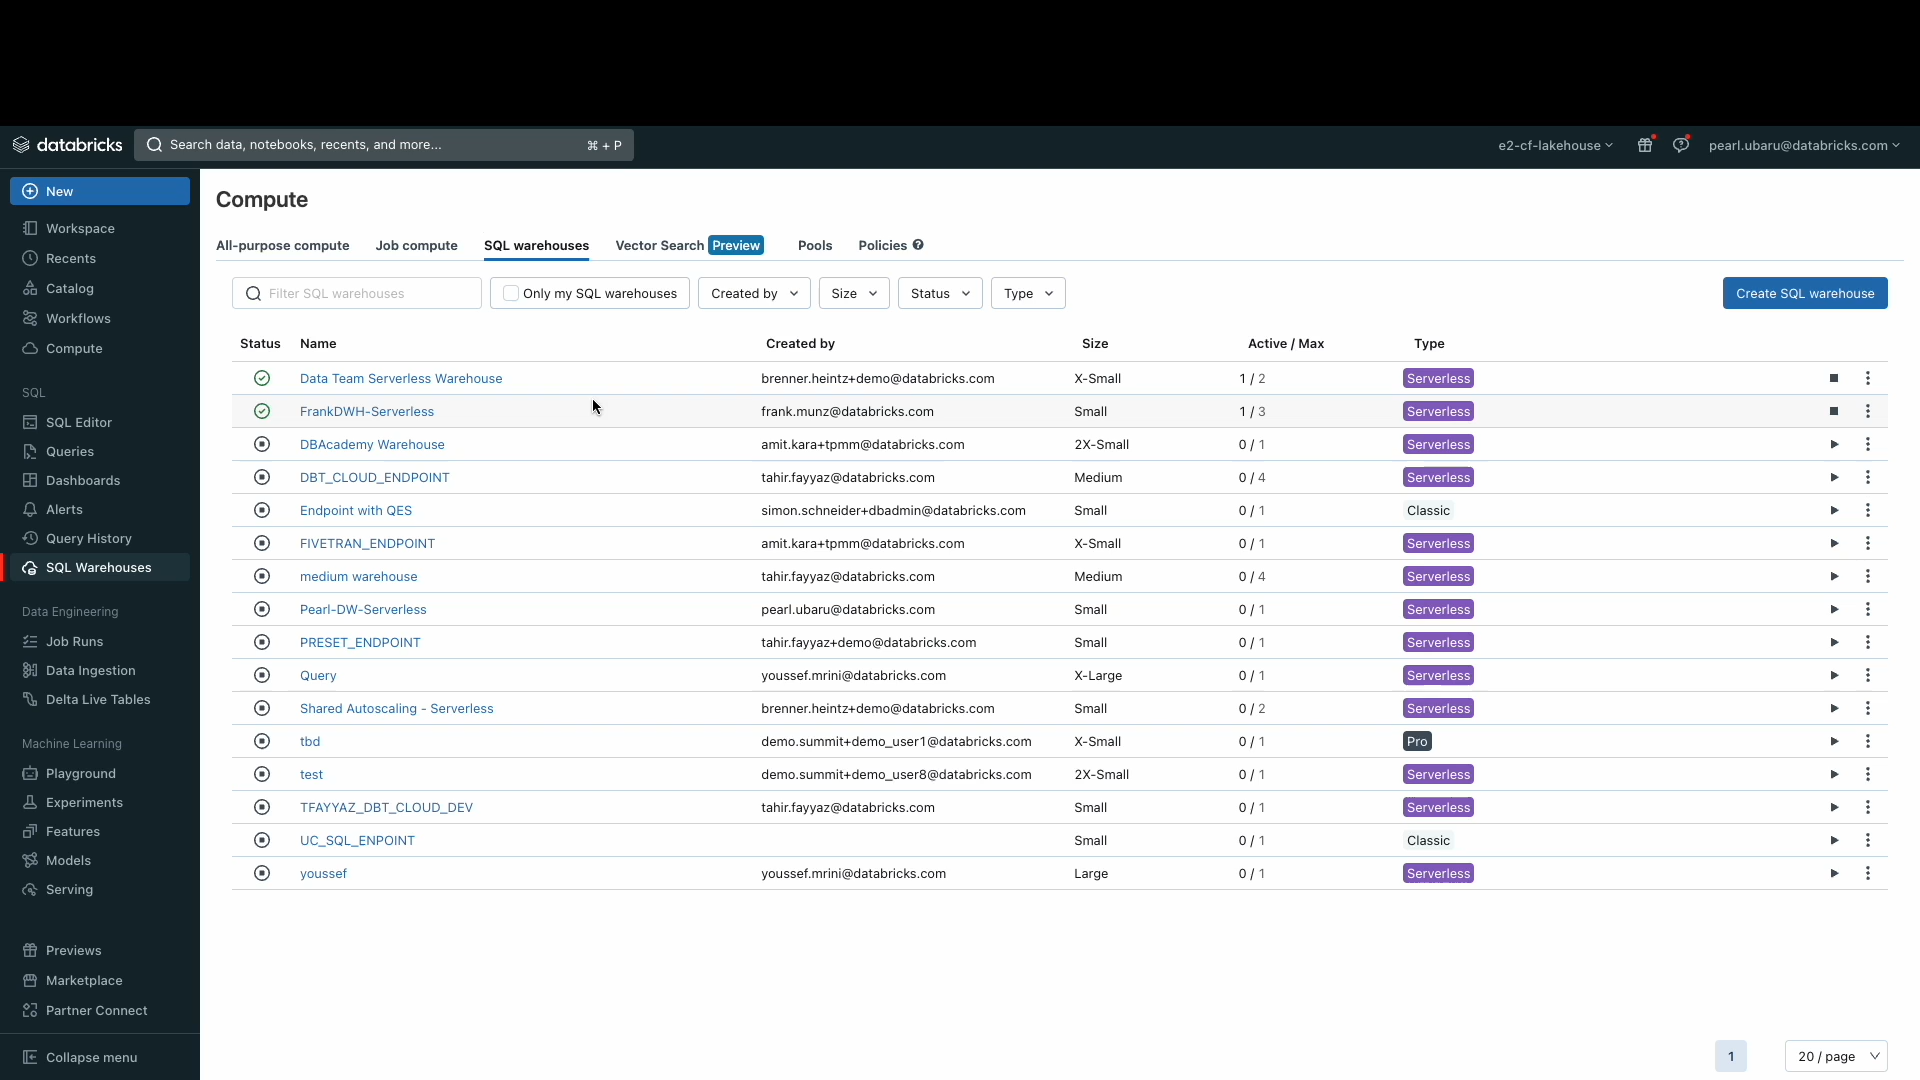 databricks Search data, notebooks, recents, and more... ⌘ + P e2-cf-lakehouse pearl.ubaru@databricks.com
New
Workspace
Recents
Catalog
Workflows
Compute
SQL
SQL Editor
Queries
Dashboards
Alerts
Query History
SQL Warehouses
Data Engineering
Job Runs
Data Ingestion
Delta Live Tables
Machine Learning
Playground
Experiments
Features
Models
Serving
Previews
Marketplace
Partner Connect
Collapse menu
Compute
All-purpose compute Job compute SQL warehouses Vector Search Preview Pools Policies ?
Filter SQL warehouses Only my SQL warehouses Created by Size Status Type Create SQL warehouse
Status Name Created by Size Active / Max Type
Data Team Serverless Warehouse brenner.heintz+demo@databricks.com X-Small 1 / 2 Serverless
FrankDWH-Serverless frank.munz@databricks.com Small 1 / 3 Serverless
DBAcademy Warehouse amit.kara+tpmm@databricks.com 2X-Small 0 / 1 Serverless
DBT_CLOUD_ENDPOINT tahir.fayyaz@databricks.com Medium 0 / 4 Serverless
Endpoint with QES simon.schneider+dbadmin@databricks.com Small 0 / 1 Classic
FIVETRAN_ENDPOINT amit.kara+tpmm@databricks.com X-Small 0 / 1 Serverless
medium warehouse tahir.fayyaz@databricks.com Medium 0 / 4 Serverless
Pearl-DW-Serverless pearl.ubaru@databricks.com Small 0 / 1 Serverless
PRESET_ENDPOINT tahir.fayyaz+demo@databricks.com Small 0 / 1 Serverless
Query youssef.mrini@databricks.com X-Large 0 / 1 Serverless
Shared Autoscaling - Serverless brenner.heintz+demo@databricks.com Small 0 / 2 Serverless
tbd demo.summit+demo_user1@databricks.com X-Small 0 / 1 Pro
test demo.summit+demo_user8@databricks.com 2X-Small 0 / 1 Serverless
TFAYYAZ_DBT_CLOUD_DEV tahir.fayyaz@databricks.com Small 0 / 1 Serverless
UC_SQL_ENPOINT Small 0 / 1 Classic
youssef youssef.mrini@databricks.com Large 0 / 1 Serverless
1 20 / page